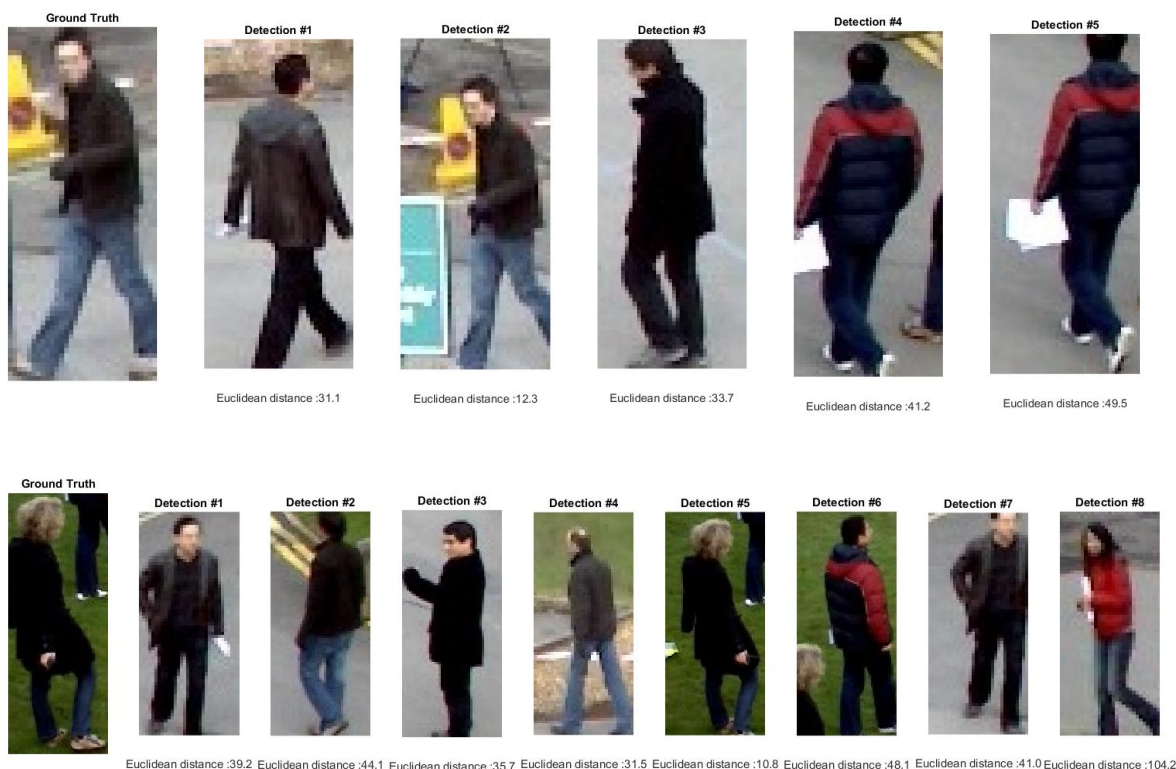 Ground Truth
Detection #1
Detection #2
Detection #3
Detection #4
Detection #5
Euclidean distance :31.1
Euclidean distance :12.3
Euclidean distance :33.7
Euclidean distance :41.2
Euclidean distance :49.5
Ground Truth
Detection #1
Detection #2
Detection #3
Detection #4
Detection #5
Detection #6
Detection #7
Detection #8
Euclidean distance :39.2
Euclidean distance :44.1
Euclidean distance :35.7
Euclidean distance :31.5
Euclidean distance :10.8
Euclidean distance :48.1
Euclidean distance :41.0
Euclidean distance :104.2